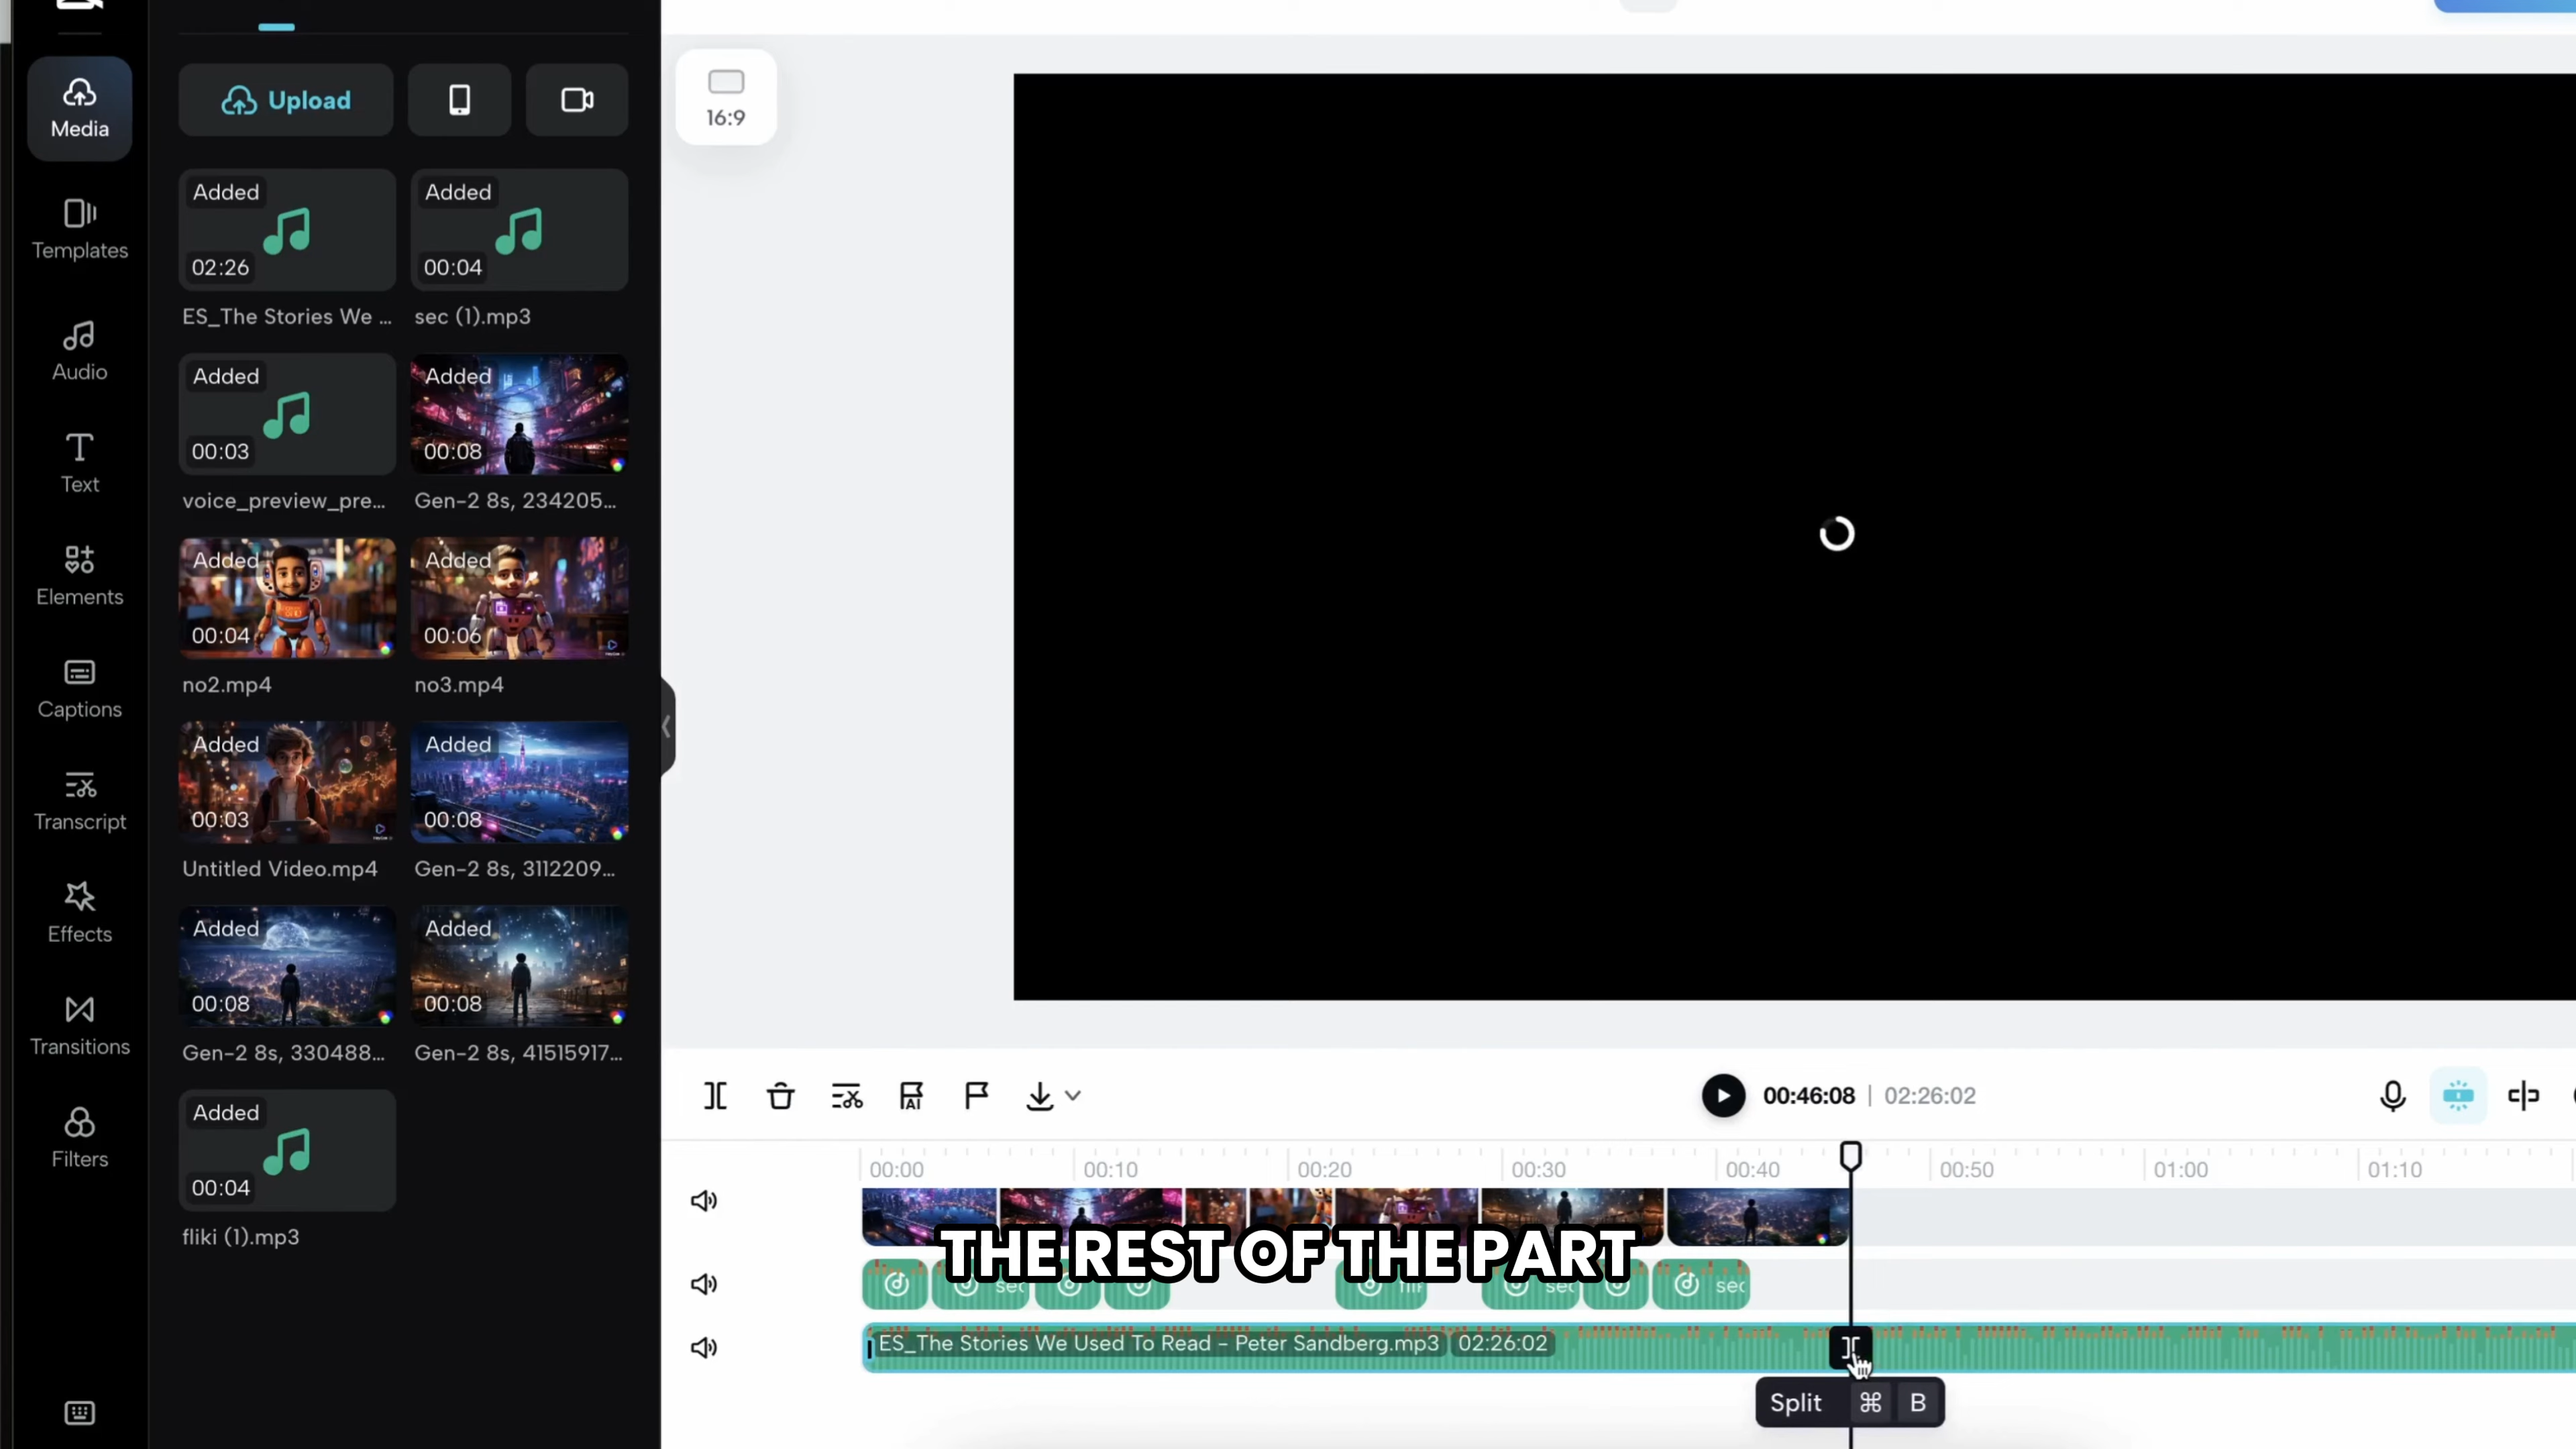 Media
Templates
Audio
Text
Elements
Captions
Transcript
Effects
Transitions
Filters
Upload
Added
02:26
ES_The Stories We ...
Added
00:04
sec (1).mp3
Added
00:03
voice_preview_pre...
Added
00:08
Gen-2 8s, 234205...
Added
00:04
no2.mp4
Added
00:06
no3.mp4
Added
00:03
Untitled Video.mp4
Added
00:08
Gen-2 8s, 3112209...
Added
00:08
Gen-2 8s, 330488...
Added
00:08
Gen-2 8s, 41515917...
Added
00:04
fliki (1).mp3
16:9
AI
00:46:08 | 02:26:02
00:00 00:10 00:20 00:30 00:40 00:50 01:00 01:10
THE REST OF THE PART
sec
sec
sec
ES_The Stories We Used To Read - Peter Sandberg.mp3 02:26:02
Split ⌘ B